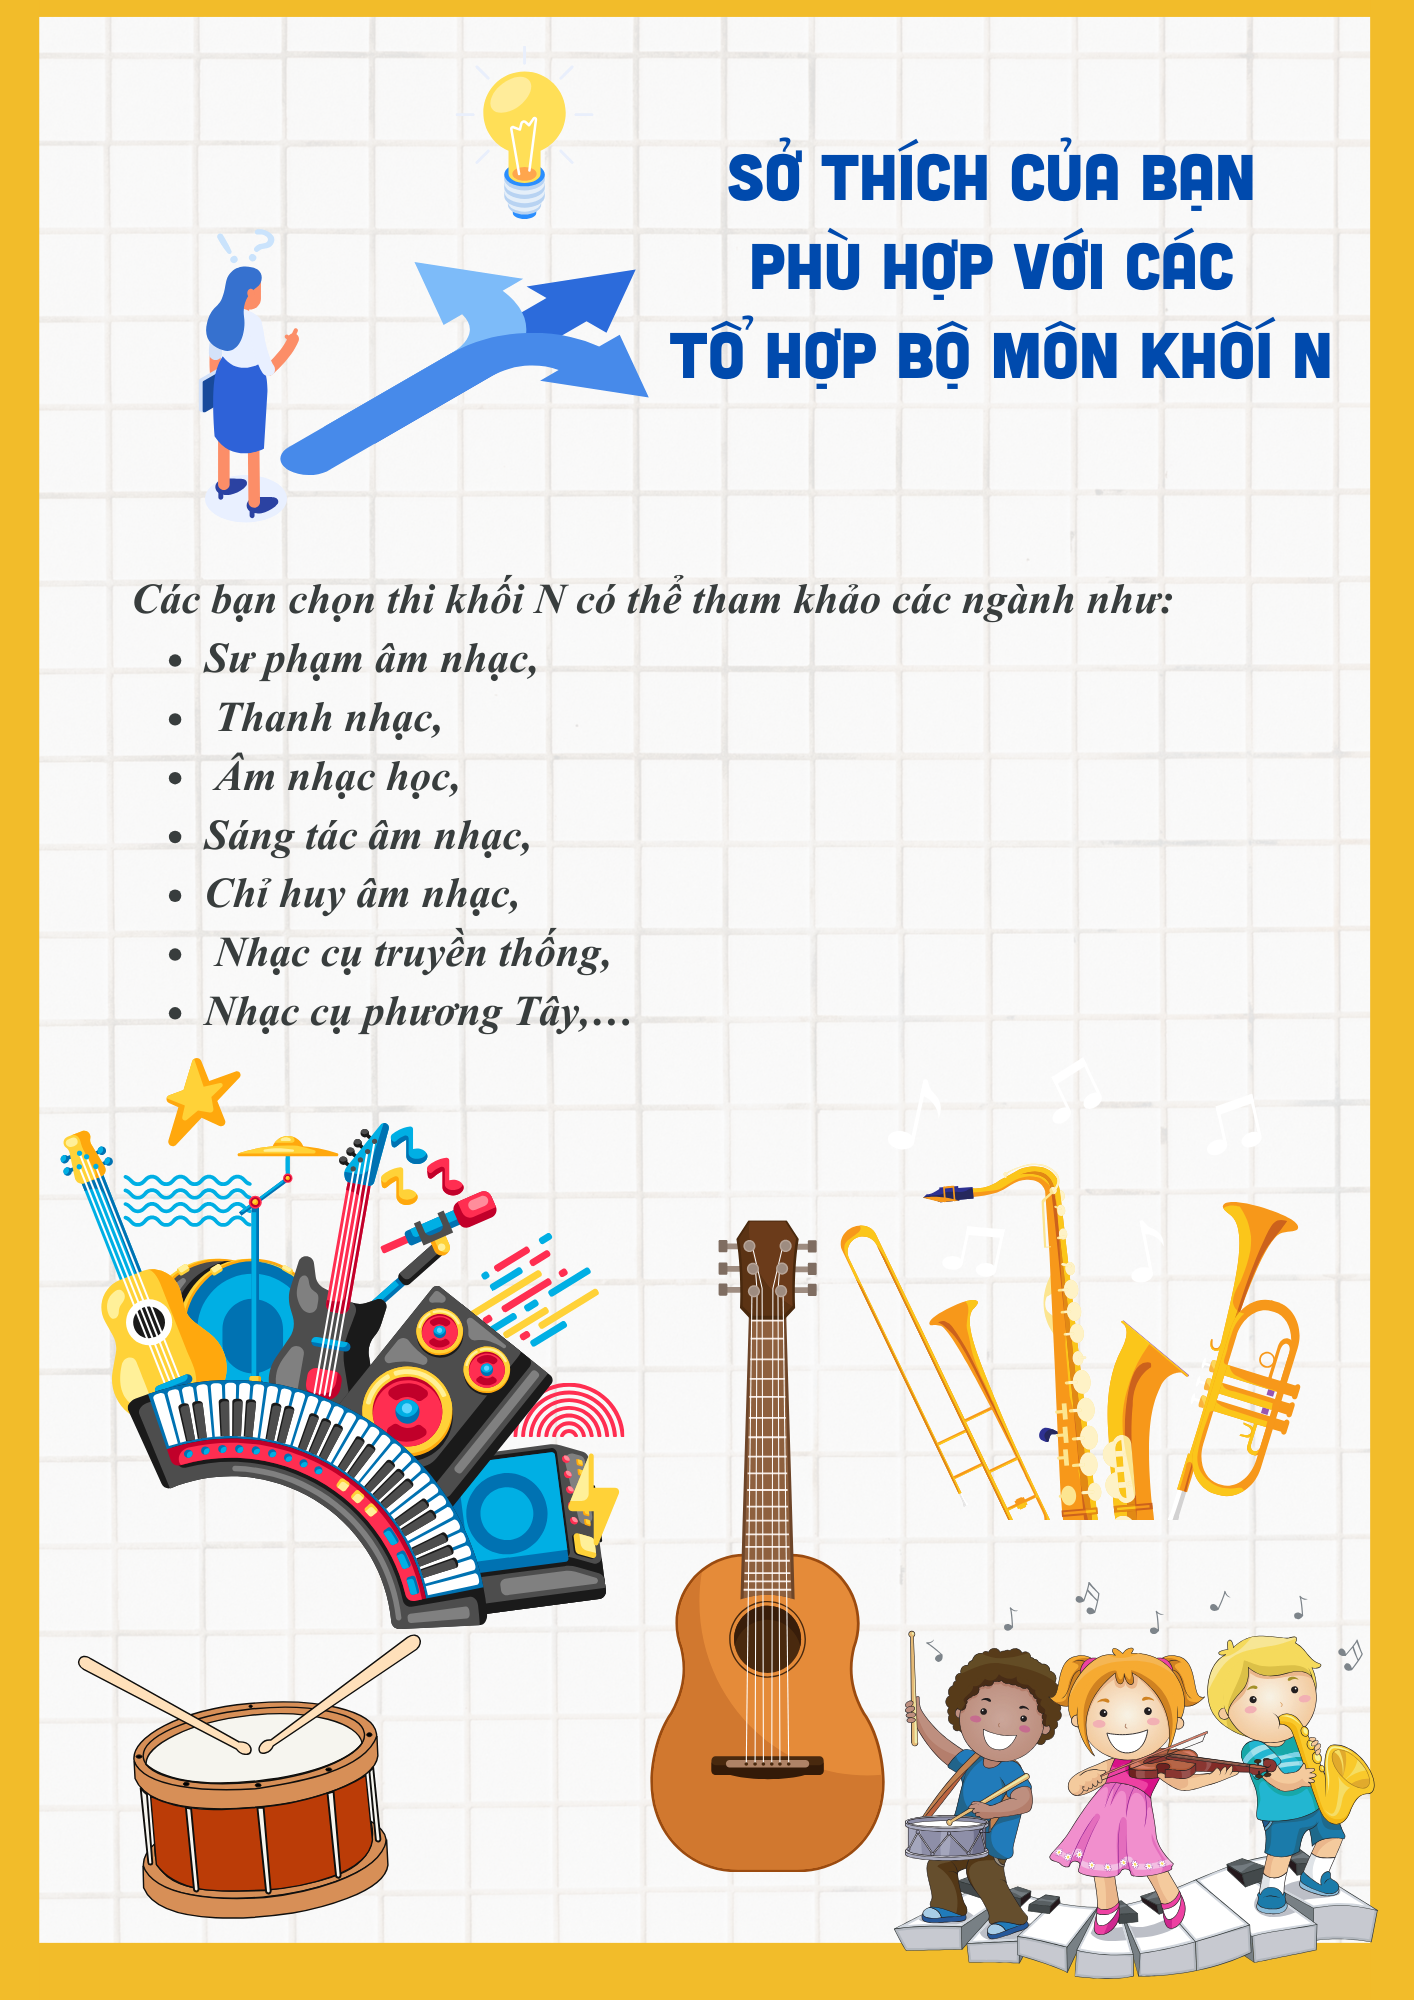 SỞ THÍCH CỦA BẠN
PHÙ HỢP VỚI CÁC
TỔ HỢP BỘ MÔN KHỐI N
Các bạn chọn thi khối N có thể tham khảo các ngành như:
• Sư phạm âm nhạc,
• Thanh nhạc,
• Âm nhạc học,
• Sáng tác âm nhạc,
• Chỉ huy âm nhạc,
• Nhạc cụ truyền thống,
• Nhạc cụ phương Tây,...